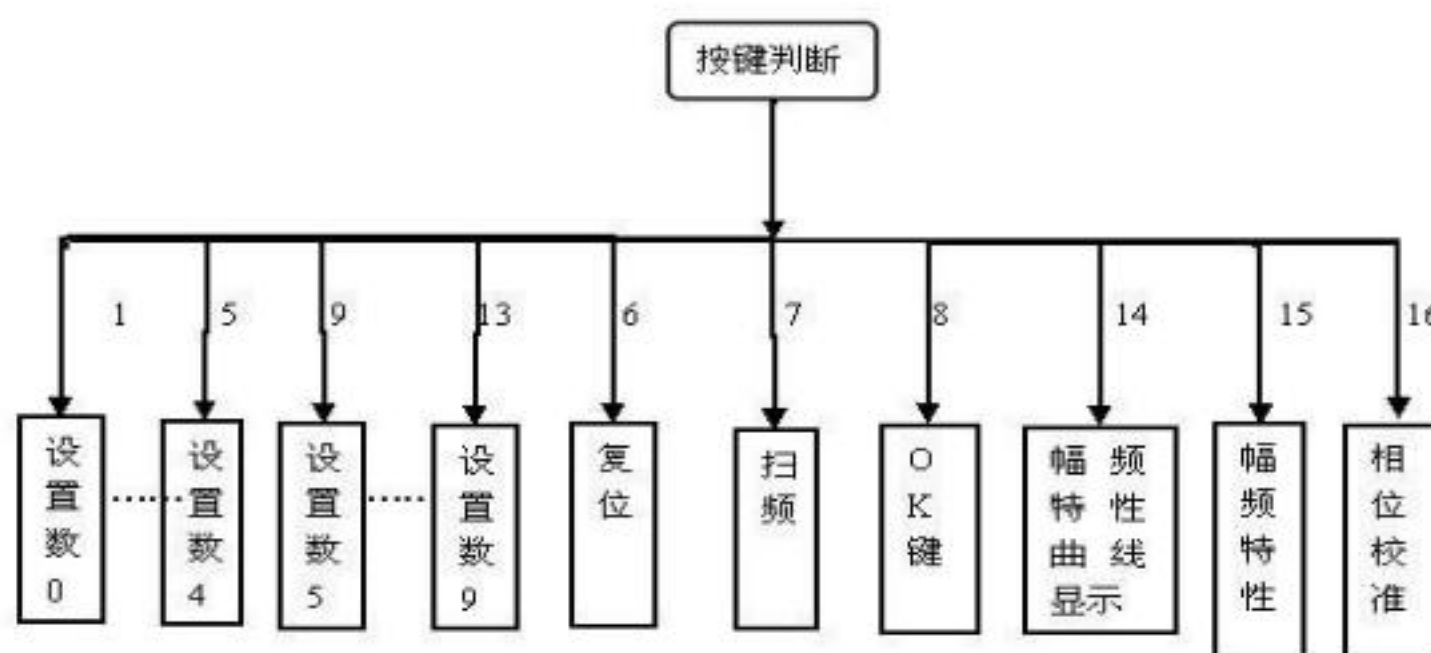 按键判断
1 5 9 13 6 7 8 14 15 16
设置数0
设置数4
设置数5
设置数9
复位
扫频
OK键
幅频
特性
曲线
显示
幅频特性
相位校准